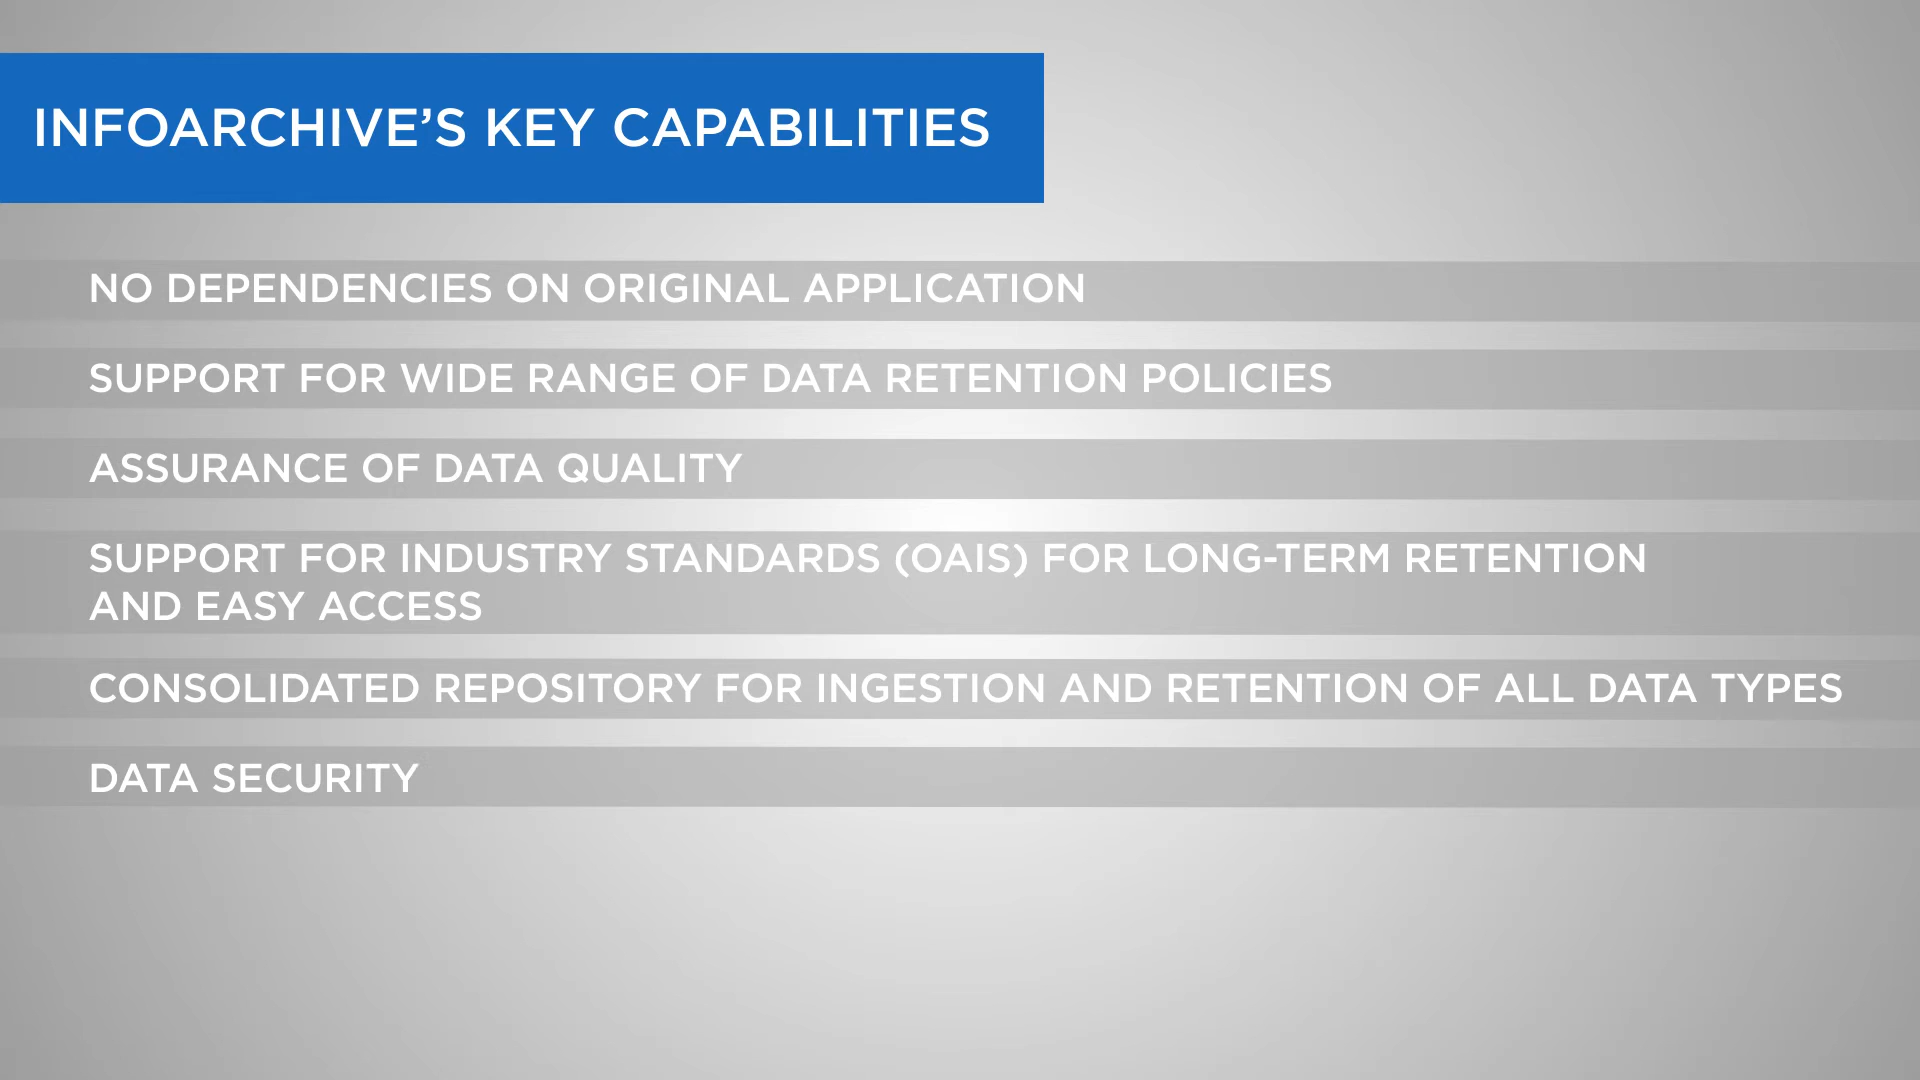 INFOARCHIVE’S KEY CAPABILITIES
NO DEPENDENCIES ON ORIGINAL APPLICATION
SUPPORT FOR WIDE RANGE OF DATA RETENTION POLICIES
ASSURANCE OF DATA QUALITY
SUPPORT FOR INDUSTRY STANDARDS (OAIS) FOR LONG-TERM RETENTION
AND EASY ACCESS
CONSOLIDATED REPOSITORY FOR INGESTION AND RETENTION OF ALL DATA TYPES
DATA SECURITY